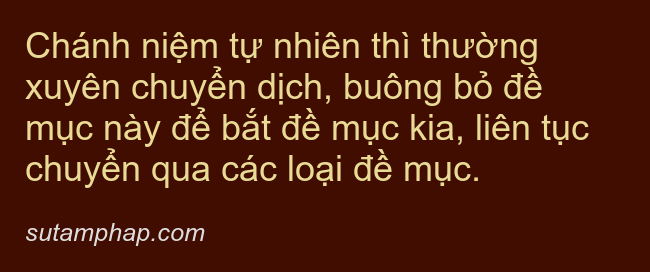 Chánh niệm tự nhiên thì thường
xuyên chuyển dịch, buông bỏ đề
mục này để bắt đề mục kia, liên tục
chuyển qua các loại đề mục.
sutamphap.com